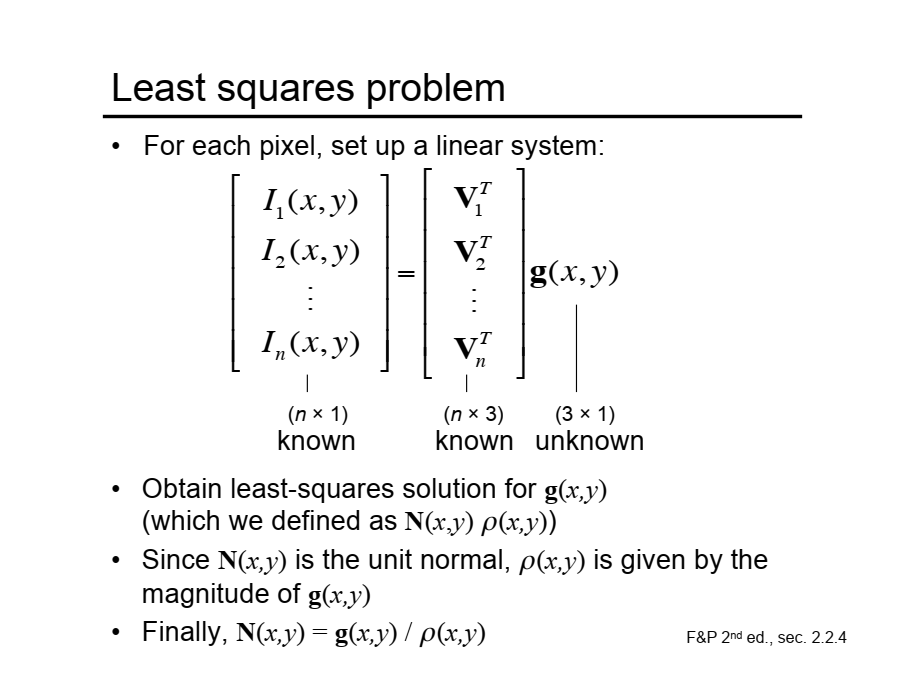 Least squares problem
• For each pixel, set up a linear system:
I₁(x, y)
I₂(x, y)
⋮
Iₙ(x, y)
=
V₁ᵀ
V₂ᵀ
⋮
Vₙᵀ
g(x, y)
(n × 1) (n × 3) (3 × 1)
known known unknown
• Obtain least-squares solution for g(x,y)
(which we defined as N(x,y) ρ(x,y))
• Since N(x,y) is the unit normal, ρ(x,y) is given by the
magnitude of g(x,y)
• Finally, N(x,y) = g(x,y) / ρ(x,y)
F&P 2nd ed., sec. 2.2.4